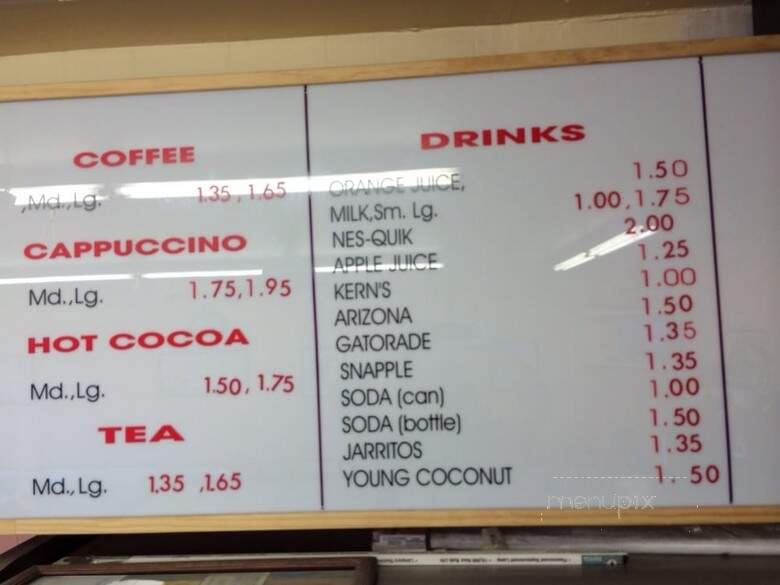 COFFEE
,Md.,Lg. 1.35, 1.65
CAPPUCCINO
Md.,Lg. 1.75,1.95
HOT COCOA
Md.,Lg. 1.50, 1.75
TEA
Md., Lg. 1.35 ,1.65
DRINKS
ORANGE JUICE, 1.50
MILK,Sm. Lg. 1.00,1.75
NES-QUIK 2.00
APPLE JUICE 1.25
KERN'S 1.00
ARIZONA 1.50
GATORADE 1.35
SNAPPLE 1.35
SODA (can) 1.00
SODA (bottle) 1.50
JARRITOS 1.35
YOUNG COCONUT 1.50
menupix